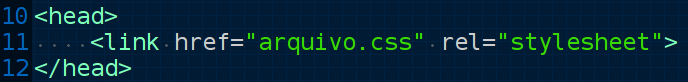 10 <head>
11     <link href="arquivo.css" rel="stylesheet">
12 </head>